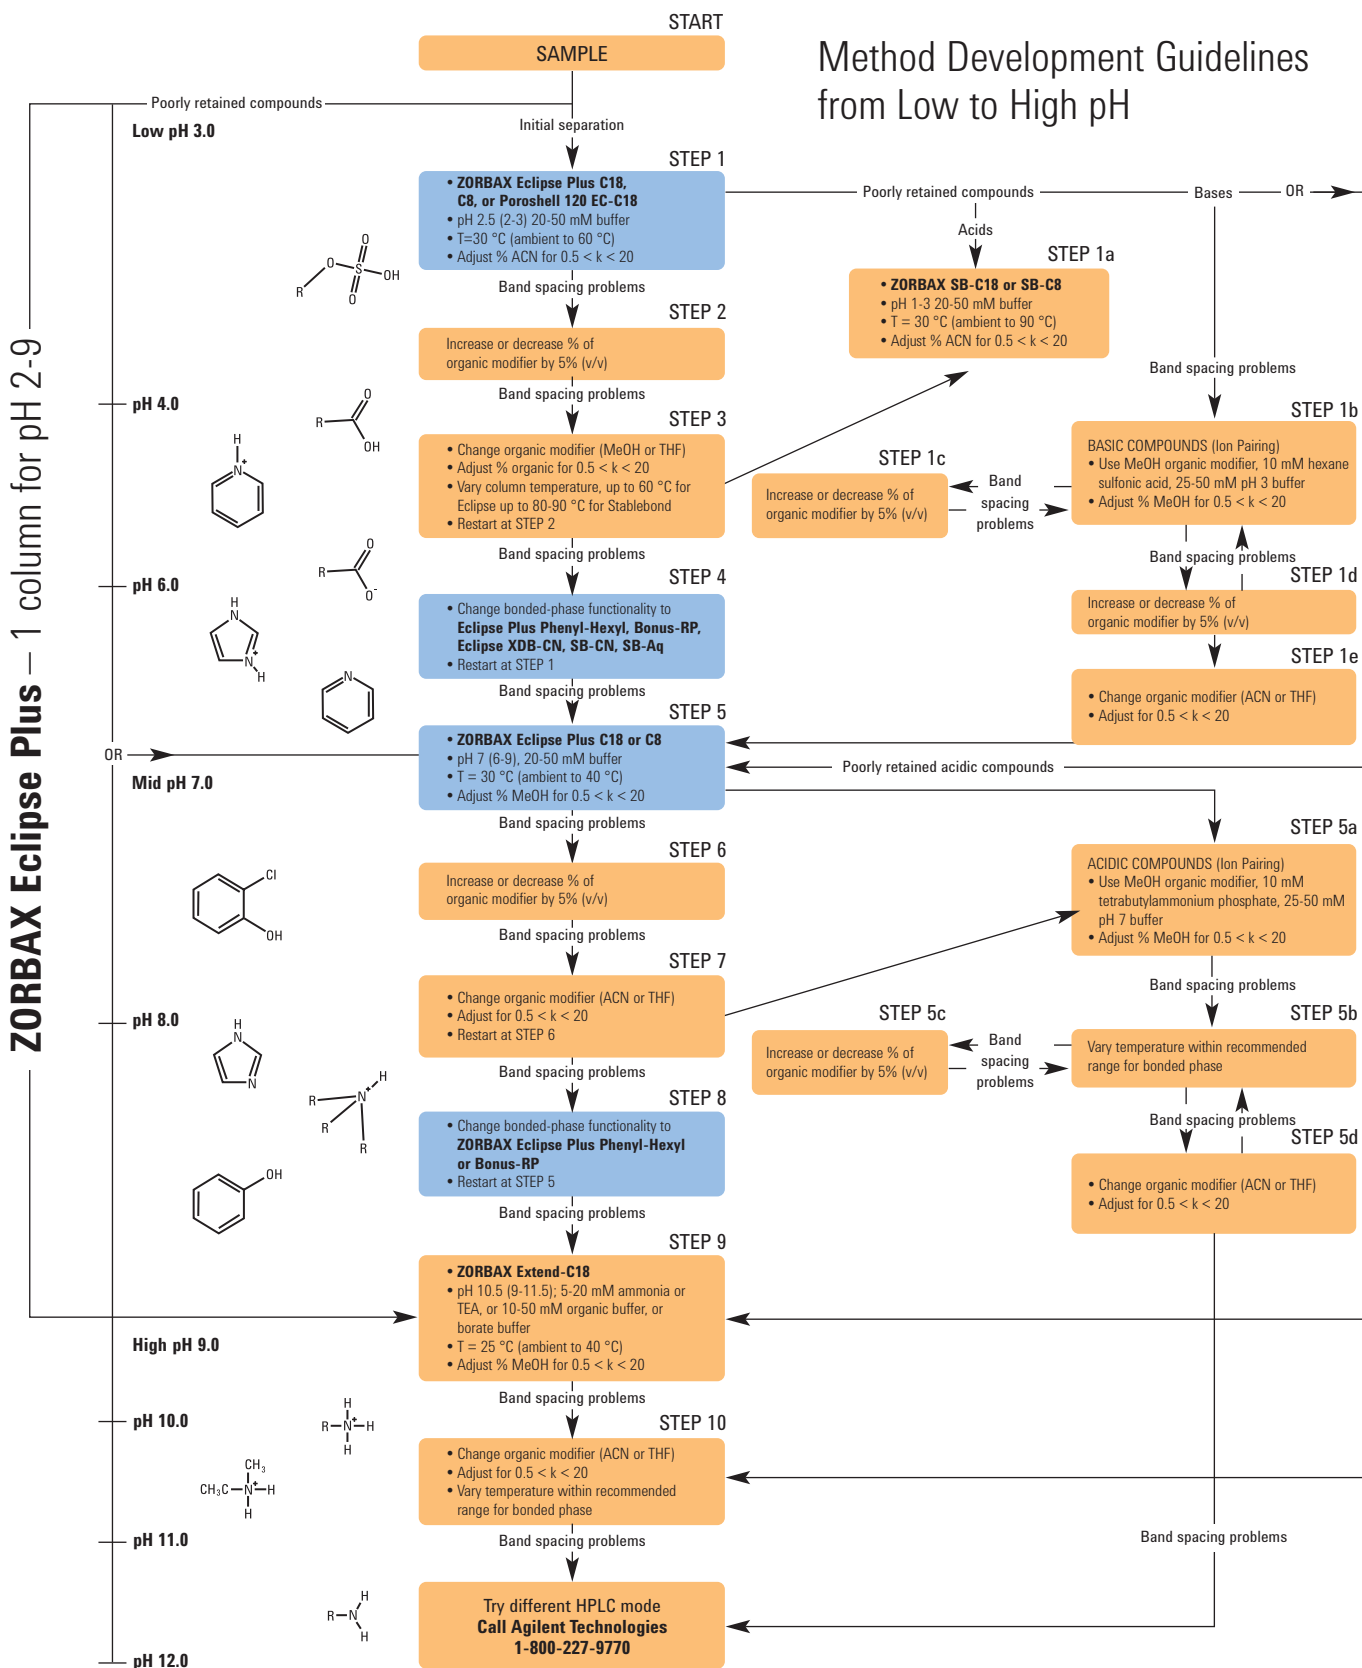 START
SAMPLE
Method Development Guidelines
from Low to High pH
Poorly retained compounds
Low pH 3.0
Initial separation
STEP 1
• ZORBAX Eclipse Plus C18,
C8, or Poroshell 120 EC-C18
• pH 2.5 (2-3) 20-50 mM buffer
• T=30 °C (ambient to 60 °C)
• Adjust % ACN for 0.5 < k < 20
Poorly retained compounds
Bases
OR
Acids
STEP 1a
• ZORBAX SB-C18 or SB-C8
• pH 1-3 20-50 mM buffer
• T = 30 °C (ambient to 90 °C)
• Adjust % ACN for 0.5 < k < 20
O
O
S
OH
R
O
Band spacing problems
STEP 2
Increase or decrease % of
organic modifier by 5% (v/v)
Band spacing problems
Band spacing problems
pH 4.0
O
R
OH
STEP 3
• Change organic modifier (MeOH or THF)
• Adjust % organic for 0.5 < k < 20
• Vary column temperature, up to 60 °C for
Eclipse up to 80-90 °C for Stablebond
• Restart at STEP 2
STEP 1b
BASIC COMPOUNDS (Ion Pairing)
• Use MeOH organic modifier, 10 mM hexane
sulfonic acid, 25-50 mM pH 3 buffer
• Adjust % MeOH for 0.5 < k < 20
STEP 1c
Increase or decrease % of
organic modifier by 5% (v/v)
Band
spacing
problems
H
N+
Band spacing problems
Band spacing problems
O
R
O-
pH 6.0
STEP 4
• Change bonded-phase functionality to
Eclipse Plus Phenyl-Hexyl, Bonus-RP,
Eclipse XDB-CN, SB-CN, SB-Aq
• Restart at STEP 1
STEP 1d
Increase or decrease % of
organic modifier by 5% (v/v)
H
N
N+
H
N
Band spacing problems
STEP 1e
• Change organic modifier (ACN or THF)
• Adjust for 0.5 < k < 20
STEP 5
• ZORBAX Eclipse Plus C18 or C8
• pH 7 (6-9), 20-50 mM buffer
• T = 30 °C (ambient to 40 °C)
• Adjust % MeOH for 0.5 < k < 20
OR
Mid pH 7.0
Poorly retained acidic compounds
ZORBAX Eclipse Plus – 1 column for pH 2-9
Band spacing problems
STEP 5a
ACIDIC COMPOUNDS (Ion Pairing)
• Use MeOH organic modifier, 10 mM
tetrabutylammonium phosphate, 25-50 mM
pH 7 buffer
• Adjust % MeOH for 0.5 < k < 20
STEP 6
Increase or decrease % of
organic modifier by 5% (v/v)
Cl
OH
Band spacing problems
STEP 7
• Change organic modifier (ACN or THF)
• Adjust for 0.5 < k < 20
• Restart at STEP 6
Band spacing problems
pH 8.0
H
N
N
STEP 5c
Increase or decrease % of
organic modifier by 5% (v/v)
Band
spacing
problems
STEP 5b
Vary temperature within recommended
range for bonded phase
Band spacing problems
Band spacing problems
H
R
N+
R
R
STEP 8
• Change bonded-phase functionality to
ZORBAX Eclipse Plus Phenyl-Hexyl
or Bonus-RP
• Restart at STEP 5
STEP 5d
• Change organic modifier (ACN or THF)
• Adjust for 0.5 < k < 20
OH
Band spacing problems
STEP 9
• ZORBAX Extend-C18
• pH 10.5 (9-11.5); 5-20 mM ammonia or
TEA, or 10-50 mM organic buffer, or
borate buffer
• T = 25 °C (ambient to 40 °C)
• Adjust % MeOH for 0.5 < k < 20
High pH 9.0
Band spacing problems
pH 10.0
H
R N+ H
H
STEP 10
• Change organic modifier (ACN or THF)
• Adjust for 0.5 < k < 20
• Vary temperature within recommended
range for bonded phase
CH3
CH3C N+ H
H
pH 11.0
Band spacing problems
Band spacing problems
H
R N
H
Try different HPLC mode
Call Agilent Technologies
1-800-227-9770
pH 12.0